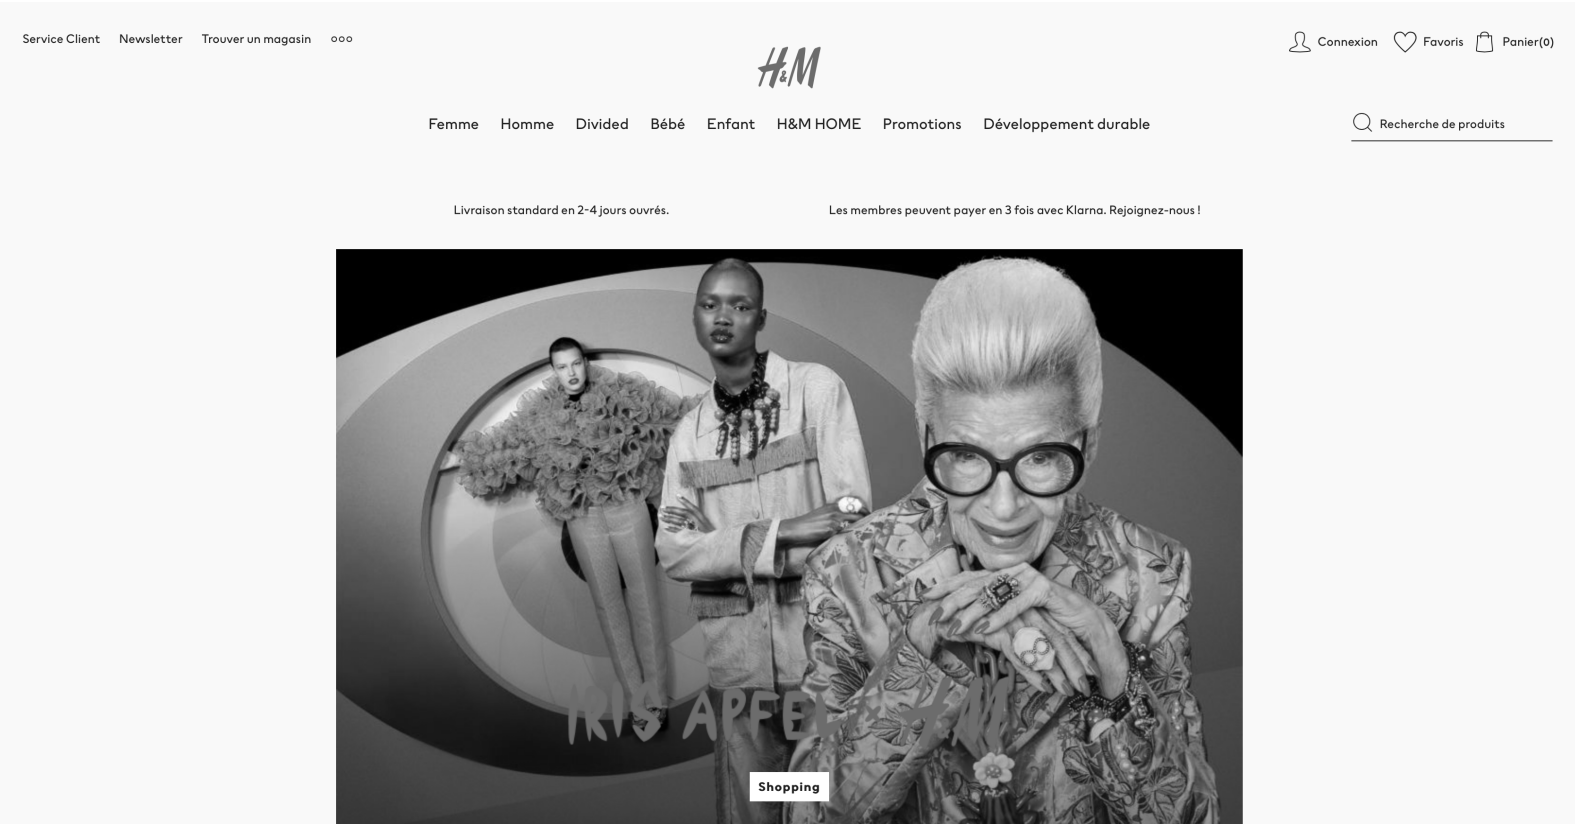 Service Client Newsletter Trouver un magasin
Connexion Favoris Panier(0)
H&M
Femme Homme Divided Bébé Enfant H&M HOME Promotions Développement durable
Recherche de produits
Livraison standard en 2-4 jours ouvrés. Les membres peuvent payer en 3 fois avec Klarna. Rejoignez-nous !
IRIS APFEL x H&M
Shopping